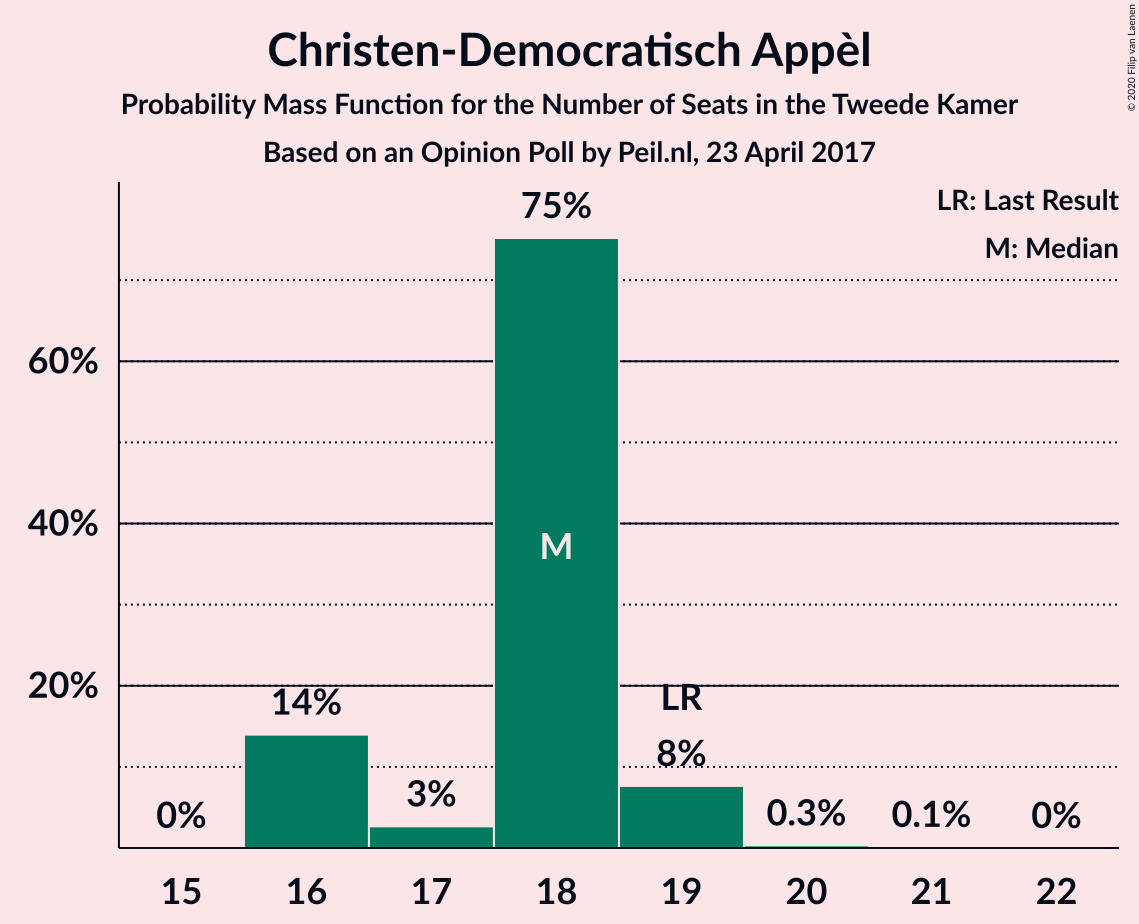 Christen-Democratisch Appèl
Probability Mass Function for the Number of Seats in the Tweede Kamer
Based on an Opinion Poll by Peil.nl, 23 April 2017
© 2020 Filip van Laenen
LR: Last Result
M: Median
75%
60%
40%
M
20%
14%
LR
8%
3%
0%
0.3%
0.1%
0%
15 16 17 18 19 20 21 22